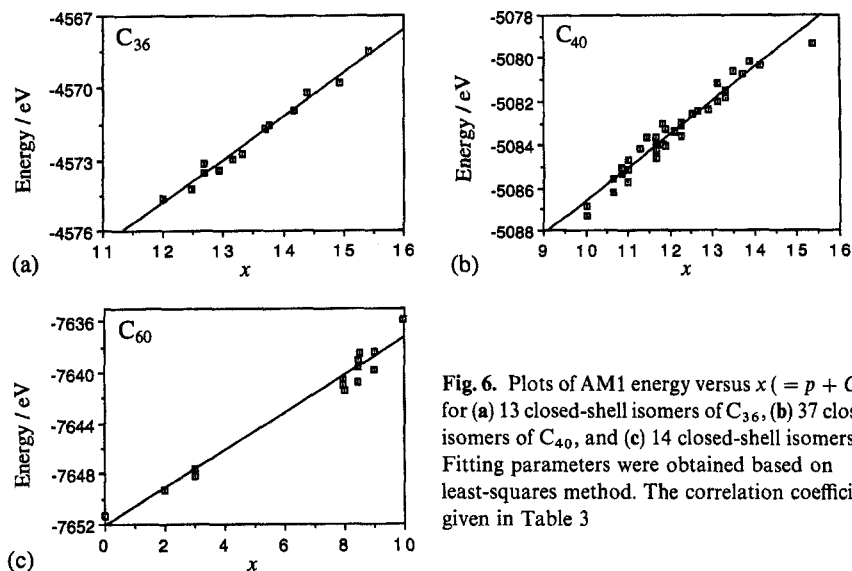 -4567
-4570
-4573
-4576
Energy / eV
C36
11 12 13 14 15 16
x
(a)
-5078
-5080
-5082
-5084
-5086
-5088
Energy / eV
C40
9 10 11 12 13 14 15 16
x
(b)
-7636
-7640
-7644
-7648
-7652
Energy / eV
C60
0 2 4 6 8 10
x
(c)
Fig. 6. Plots of AM1 energy versus x ( = p + C
for (a) 13 closed-shell isomers of C36, (b) 37 clos
isomers of C40, and (c) 14 closed-shell isomers
Fitting parameters were obtained based on
least-squares method. The correlation coeffici
given in Table 3